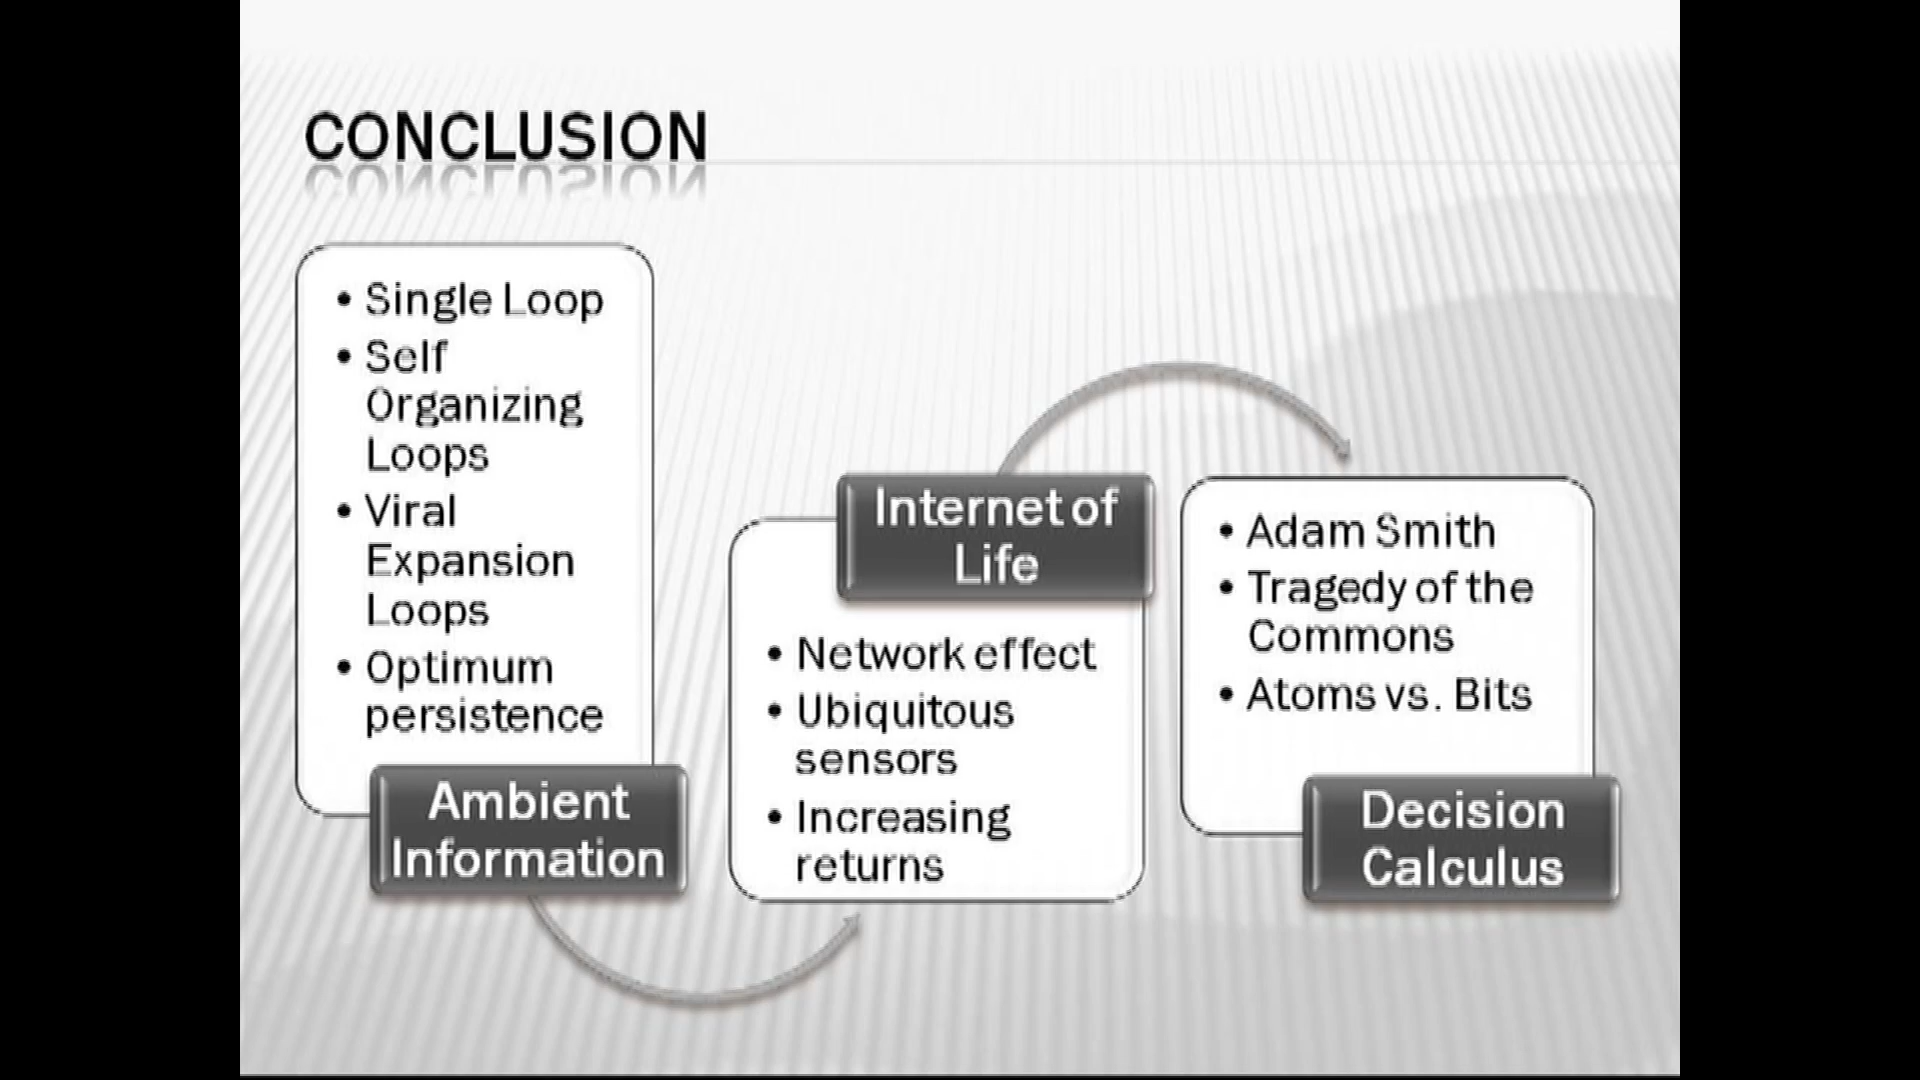 CONCLUSION
• Single Loop
• Self
Organizing
Loops
• Viral
Expansion
Loops
• Optimum
persistence
Ambient
Information
Internet of
Life
• Network effect
• Ubiquitous
sensors
• Increasing
returns
• Adam Smith
• Tragedy of the
Commons
• Atoms vs. Bits
Decision
Calculus